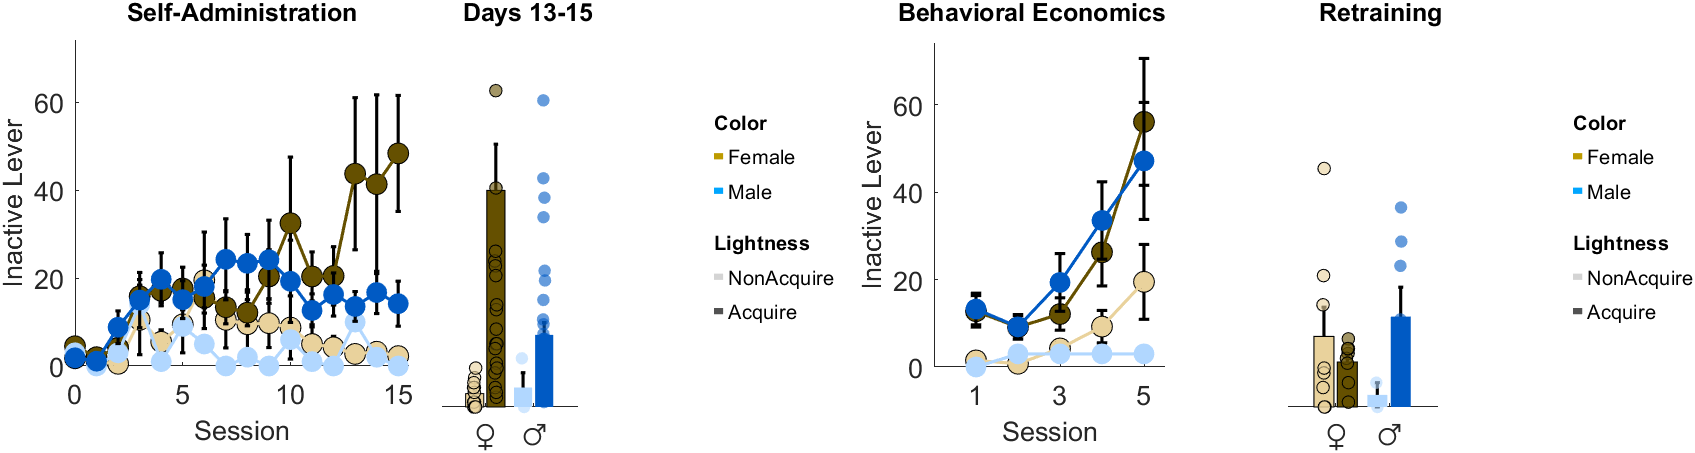 Self-Administration
Days 13-15
Behavioral Economics
Retraining
Inactive Lever
60
40
20
0
0
5
10
15
Session
♀
♂
Color
Female
Male
Lightness
NonAcquire
Acquire
Inactive Lever
60
40
20
0
1
3
5
Session
♀
♂
Color
Female
Male
Lightness
NonAcquire
Acquire